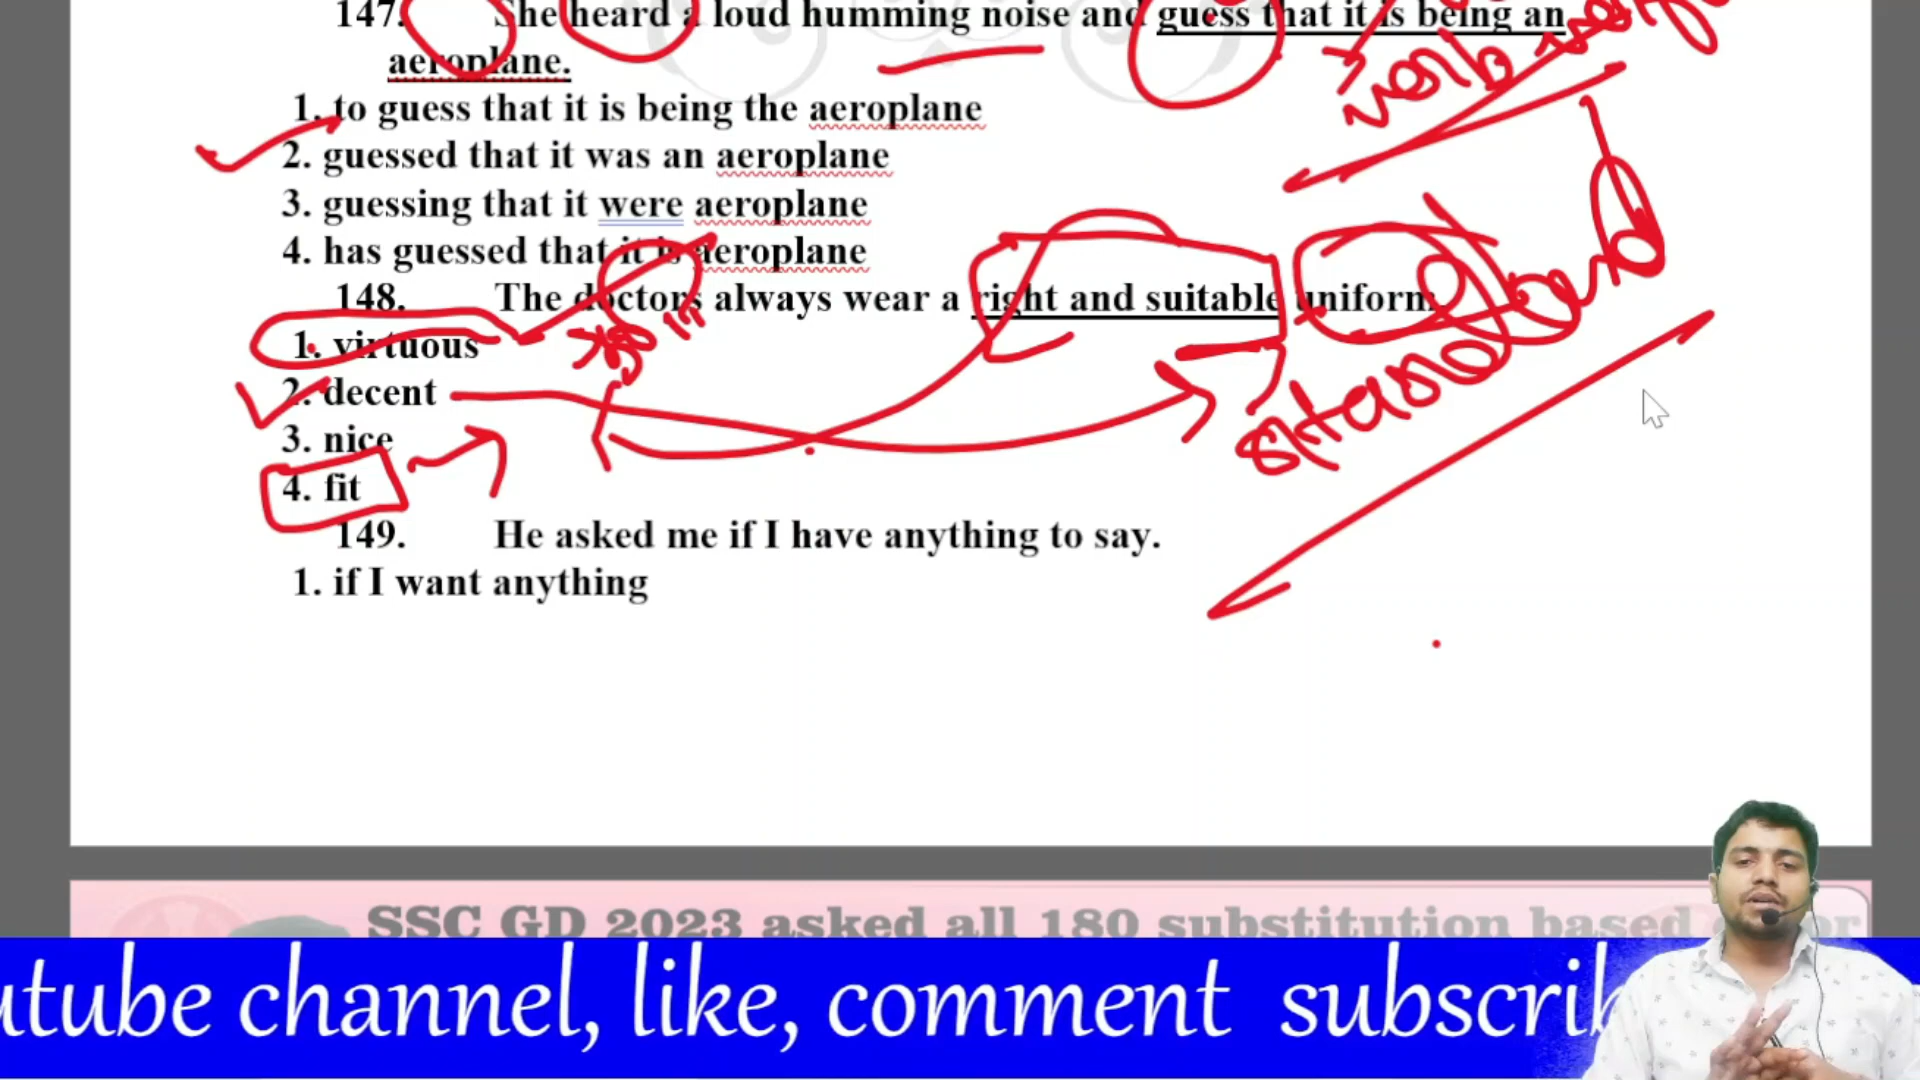 147. She heard a loud humming noise and guess that it is being an
aeroplane.
1. to guess that it is being the aeroplane
2. guessed that it was an aeroplane
3. guessing that it were aeroplane
4. has guessed that it is aeroplane
148. The doctors always wear a right and suitable uniform.
1. virtuous
2. decent
3. nice
4. fit
149. He asked me if I have anything to say.
1. if I want anything
verb
standard
SSC GD 2023 asked all 180 substitution based
utube channel, like, comment subscrib